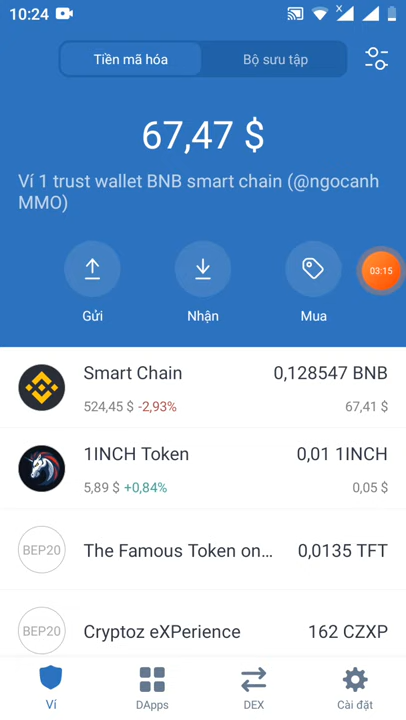 10:24
Tiền mã hóa
Bộ sưu tập
67,47 $
Ví 1 trust wallet BNB smart chain (@ngocanh
MMO)
Gửi
Nhận
Mua
03:15
Smart Chain 0,128547 BNB
524,45 $ -2,93% 67,41 $
1INCH Token 0,01 1INCH
5,89 $ +0,84% 0,05 $
BEP20 The Famous Token on... 0,0135 TFT
BEP20 Cryptoz eXPerience 162 CZXP
Ví
DApps
DEX
Cài đặt